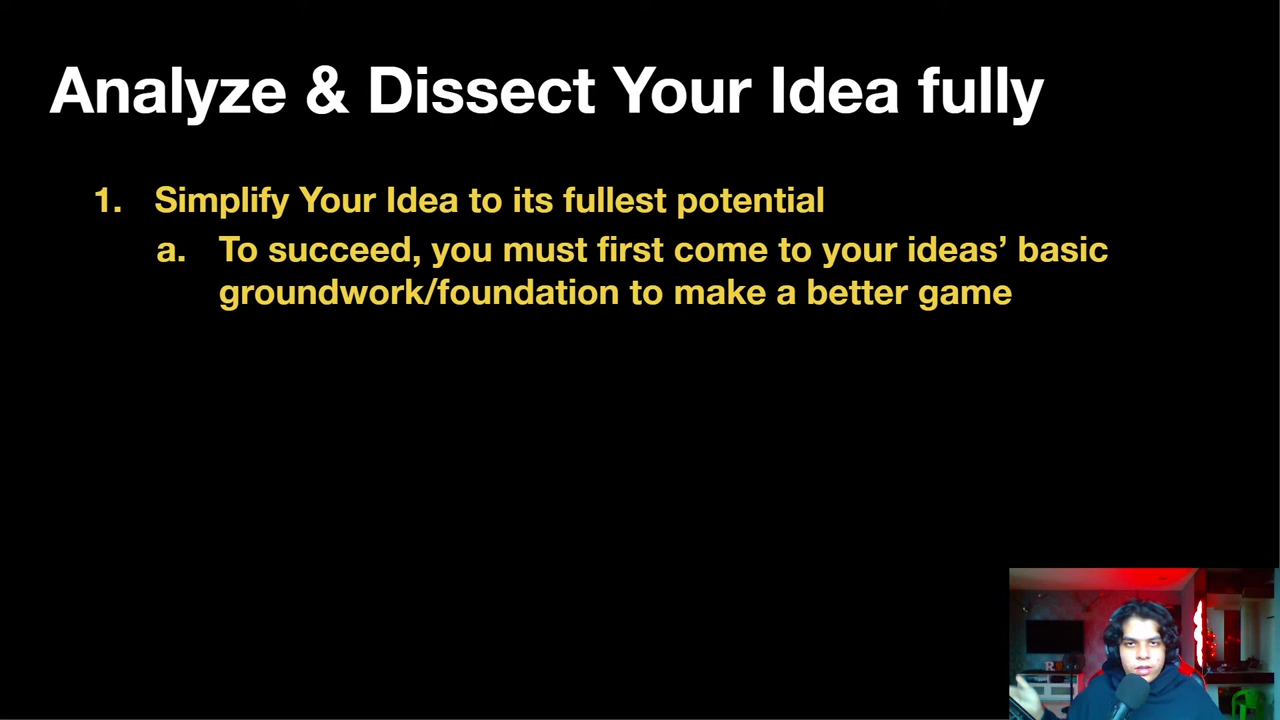 Analyze & Dissect Your Idea fully
1. Simplify Your Idea to its fullest potential
a. To succeed, you must first come to your ideas’ basic
groundwork/foundation to make a better game